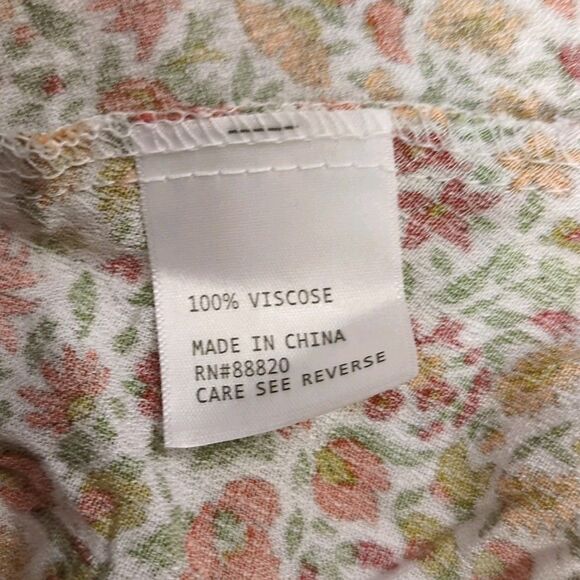 100% VISCOSE
MADE IN CHINA
RN#88820
CARE SEE REVERSE